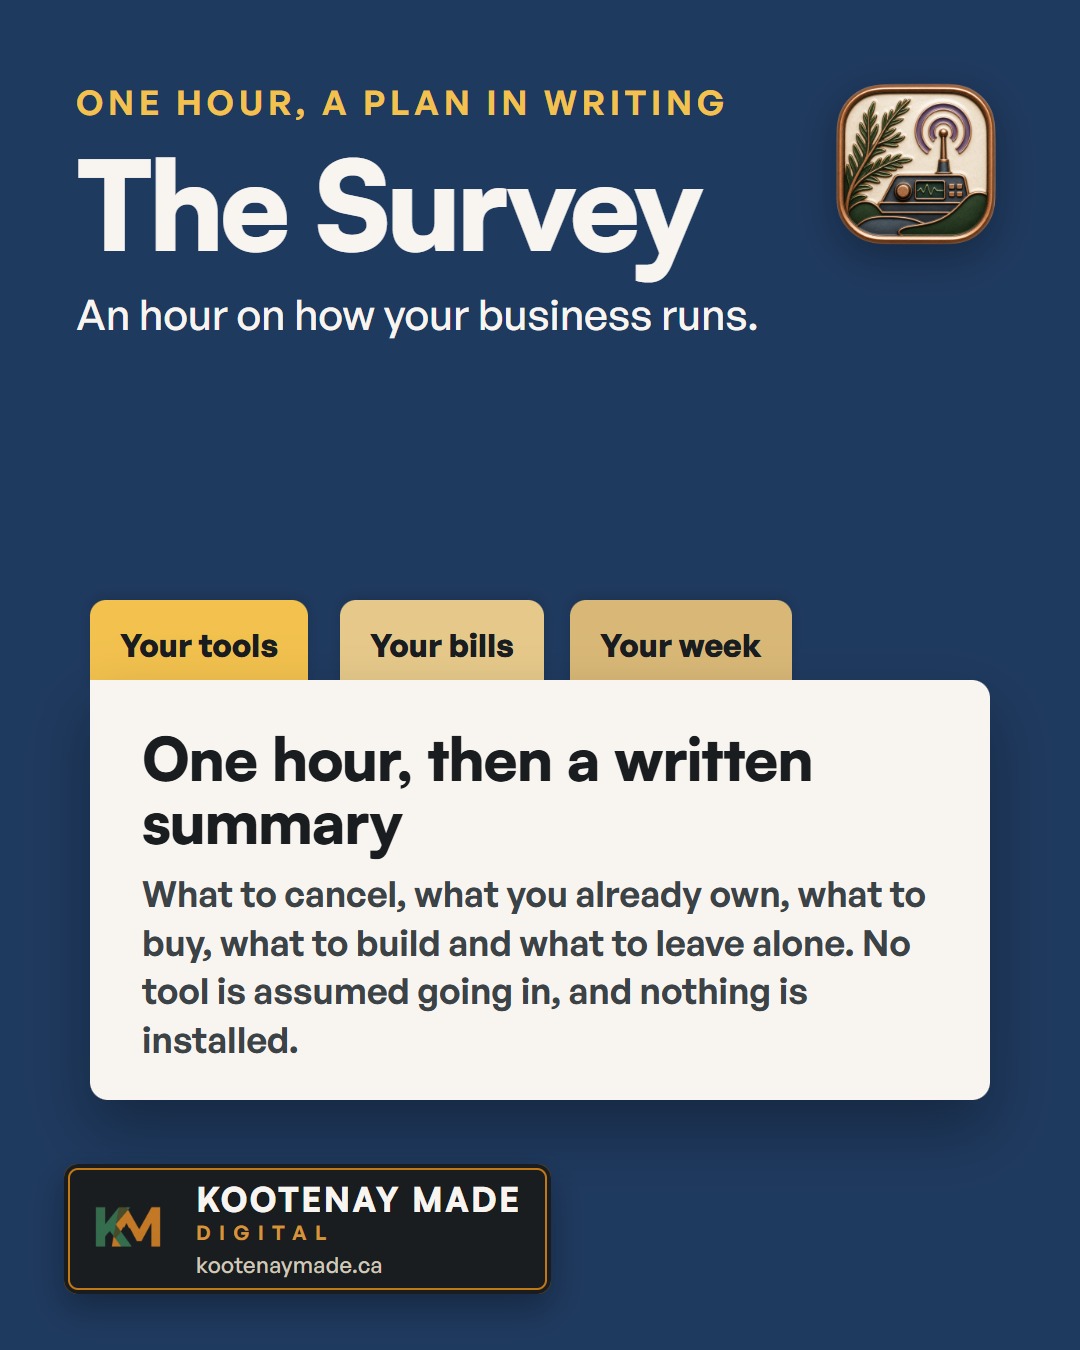 ONE HOUR, A PLAN IN WRITING
The Survey
An hour on how your business runs.
Your tools
Your bills
Your week
One hour, then a written
summary
What to cancel, what you already own, what to
buy, what to build and what to leave alone. No
tool is assumed going in, and nothing is
installed.
KM
KOOTENAY MADE
DIGITAL
kootenaymade.ca